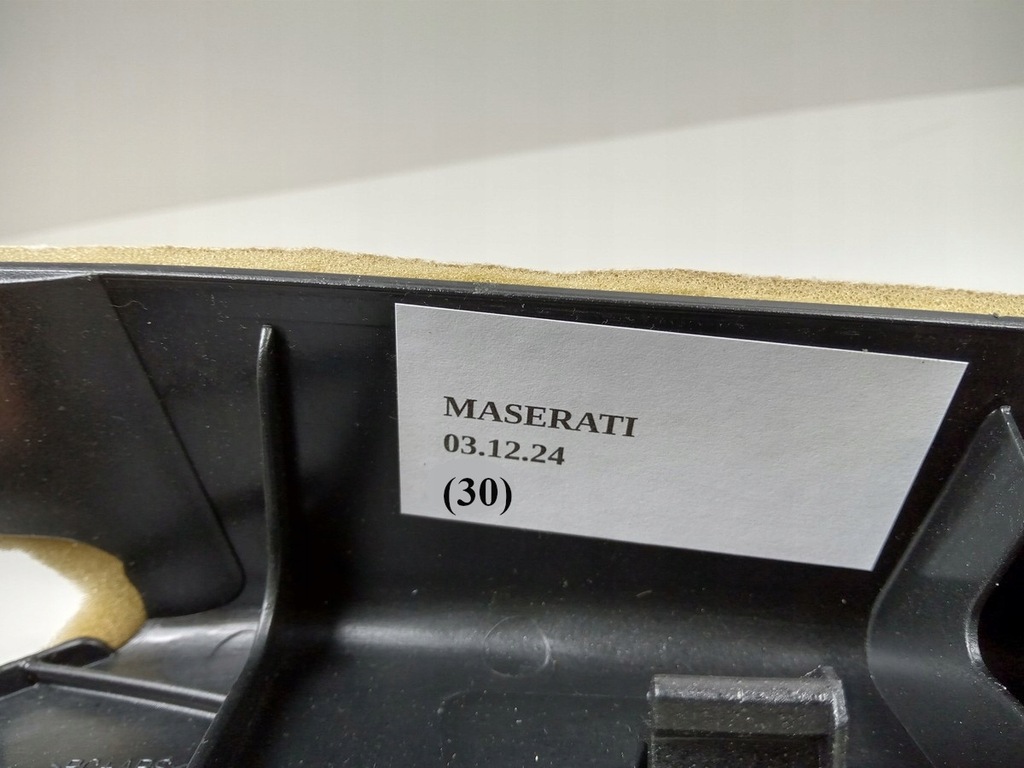 MASERATI
03.12.24
(30)